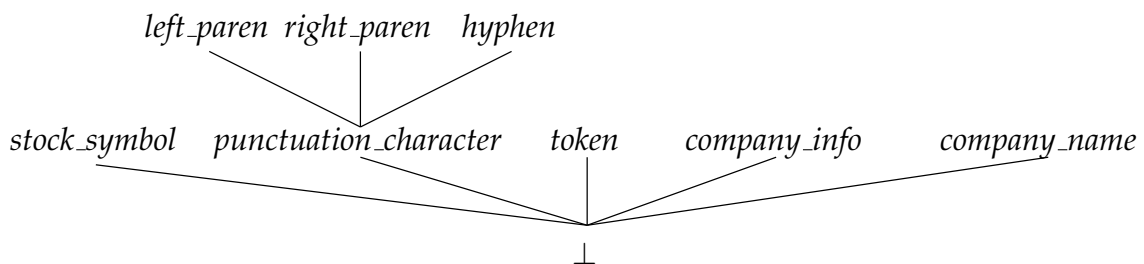 left_paren right_paren hyphen
stock_symbol punctuation_character token company_info company_name
⊥